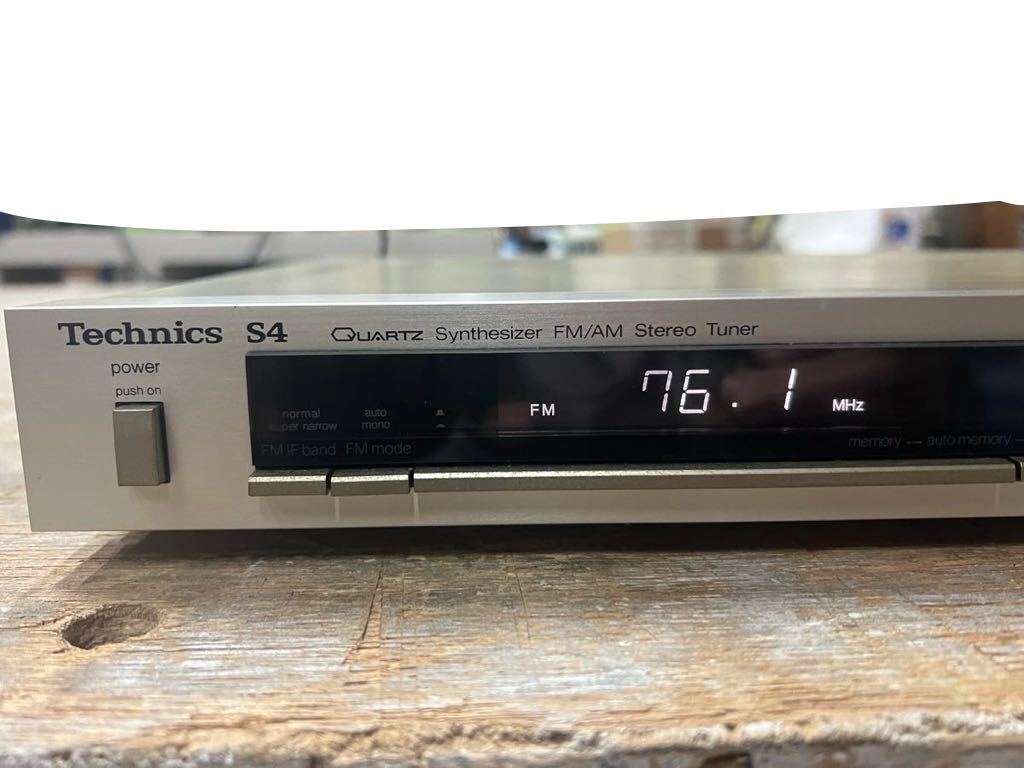 Technics S4 QUARTZ Synthesizer FM/AM Stereo Tuner
power
push on
FM 76.1 MHz
normal auto
super narrow mono
FM IF band FM mode
memory auto memory